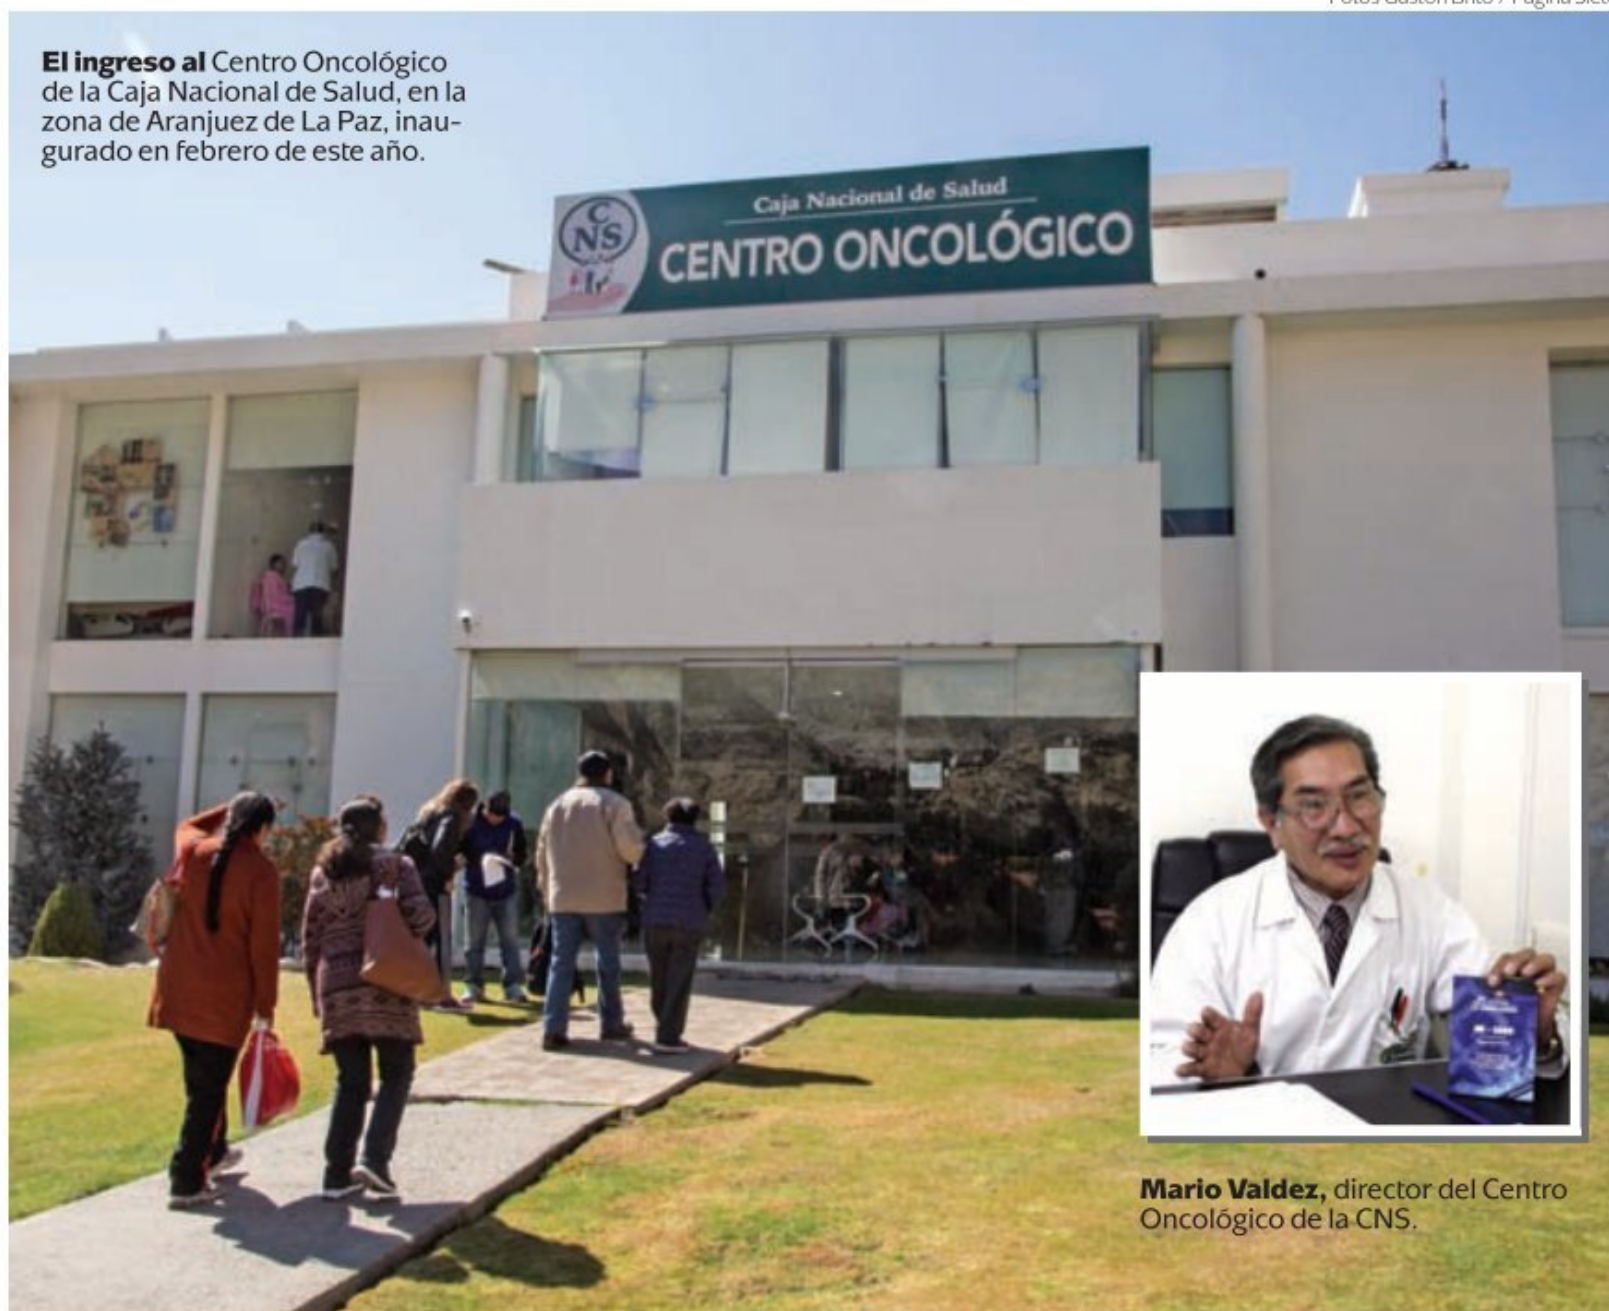 El ingreso al Centro Oncológico
de la Caja Nacional de Salud, en la
zona de Aranjuez de La Paz, inau-
gurado en febrero de este año.
CNS
Caja Nacional de Salud
CENTRO ONCOLÓGICO
Mario Valdez, director del Centro
Oncológico de la CNS.